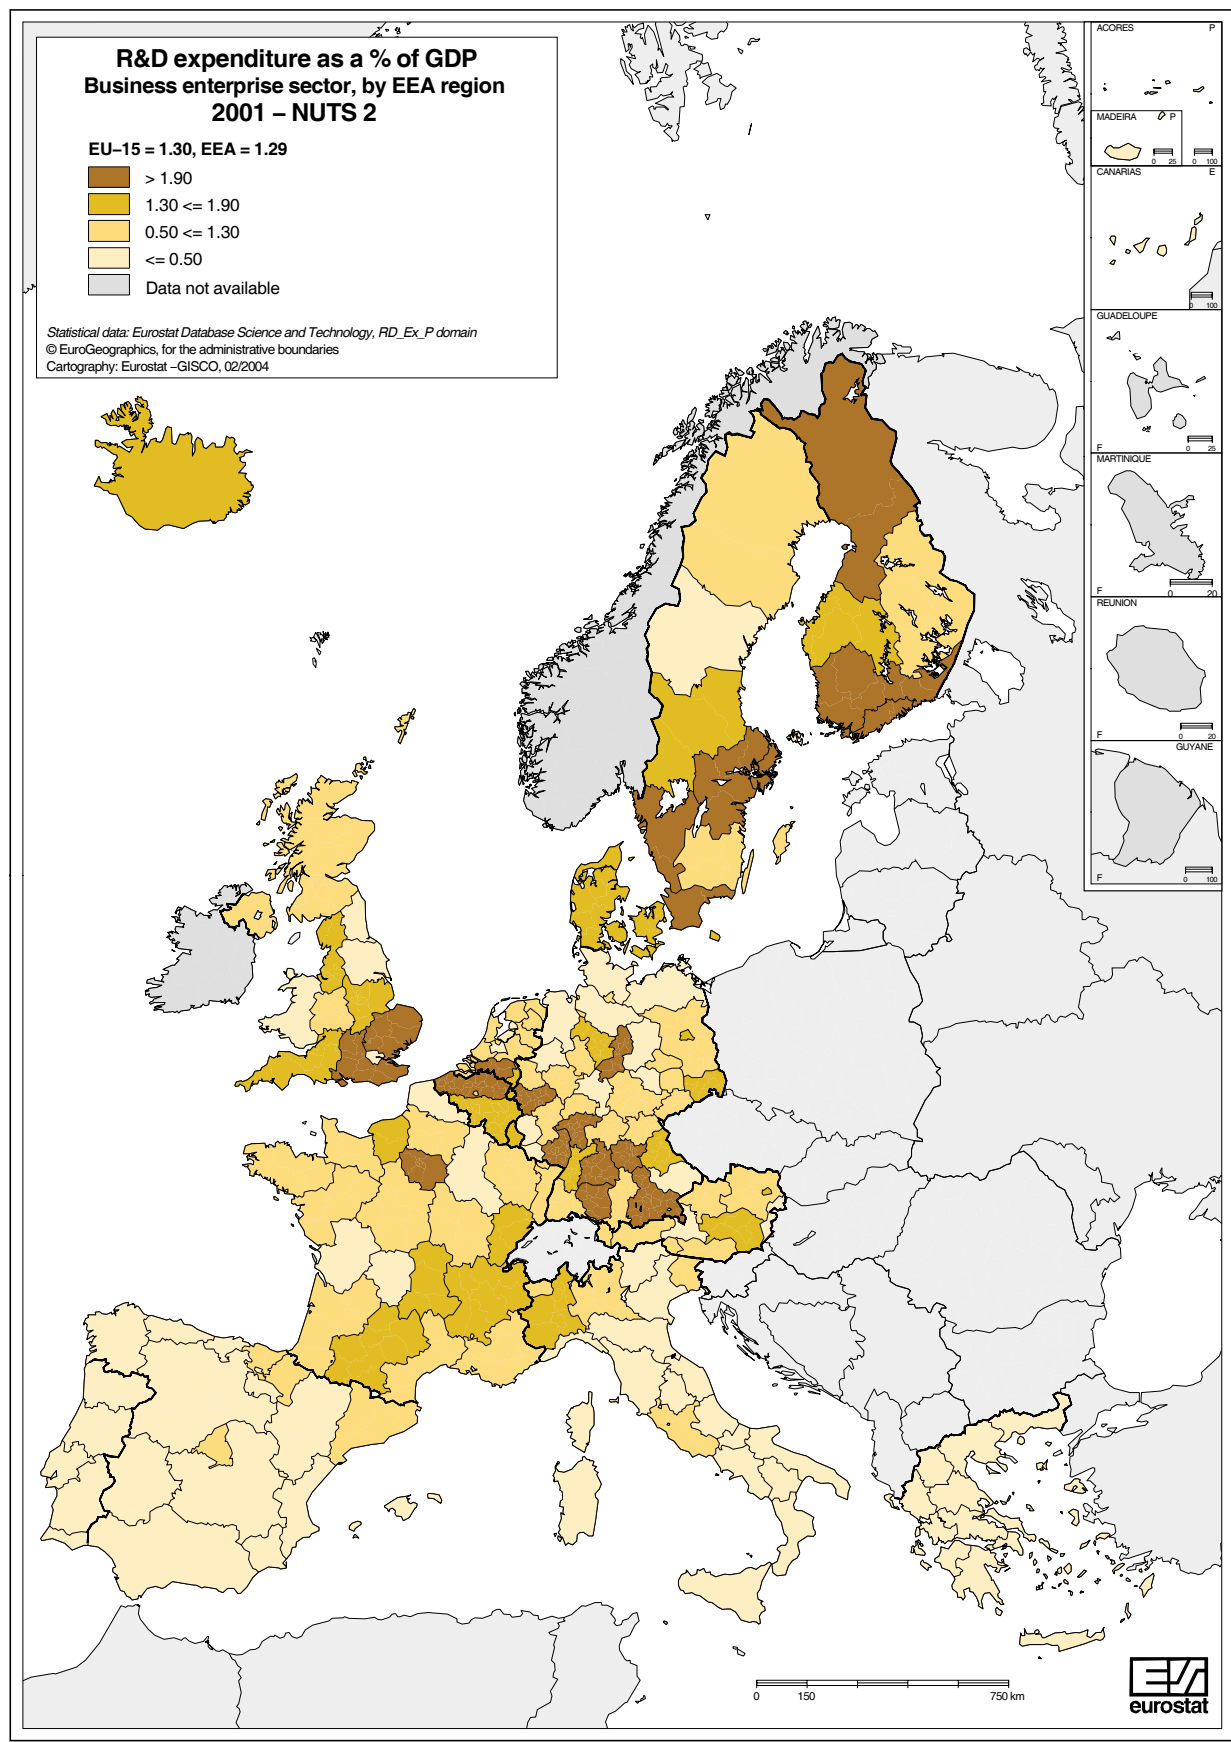 R&D expenditure as a % of GDP
Business enterprise sector, by EEA region
2001 – NUTS 2
EU–15 = 1.30, EEA = 1.29
> 1.90
1.30 <= 1.90
0.50 <= 1.30
<= 0.50
Data not available
Statistical data: Eurostat Database Science and Technology, RD_Ex_P domain
© EuroGeographics, for the administrative boundaries
Cartography: Eurostat –GISCO, 02/2004
ACORES P
MADEIRA P
0 25 0 100
CANARIAS E
0 100
GUADELOUPE
F 0 25
MARTINIQUE
F 0 20
REUNION
F 0 20
GUYANE
F 0 100
0 150 750 km
eurostat